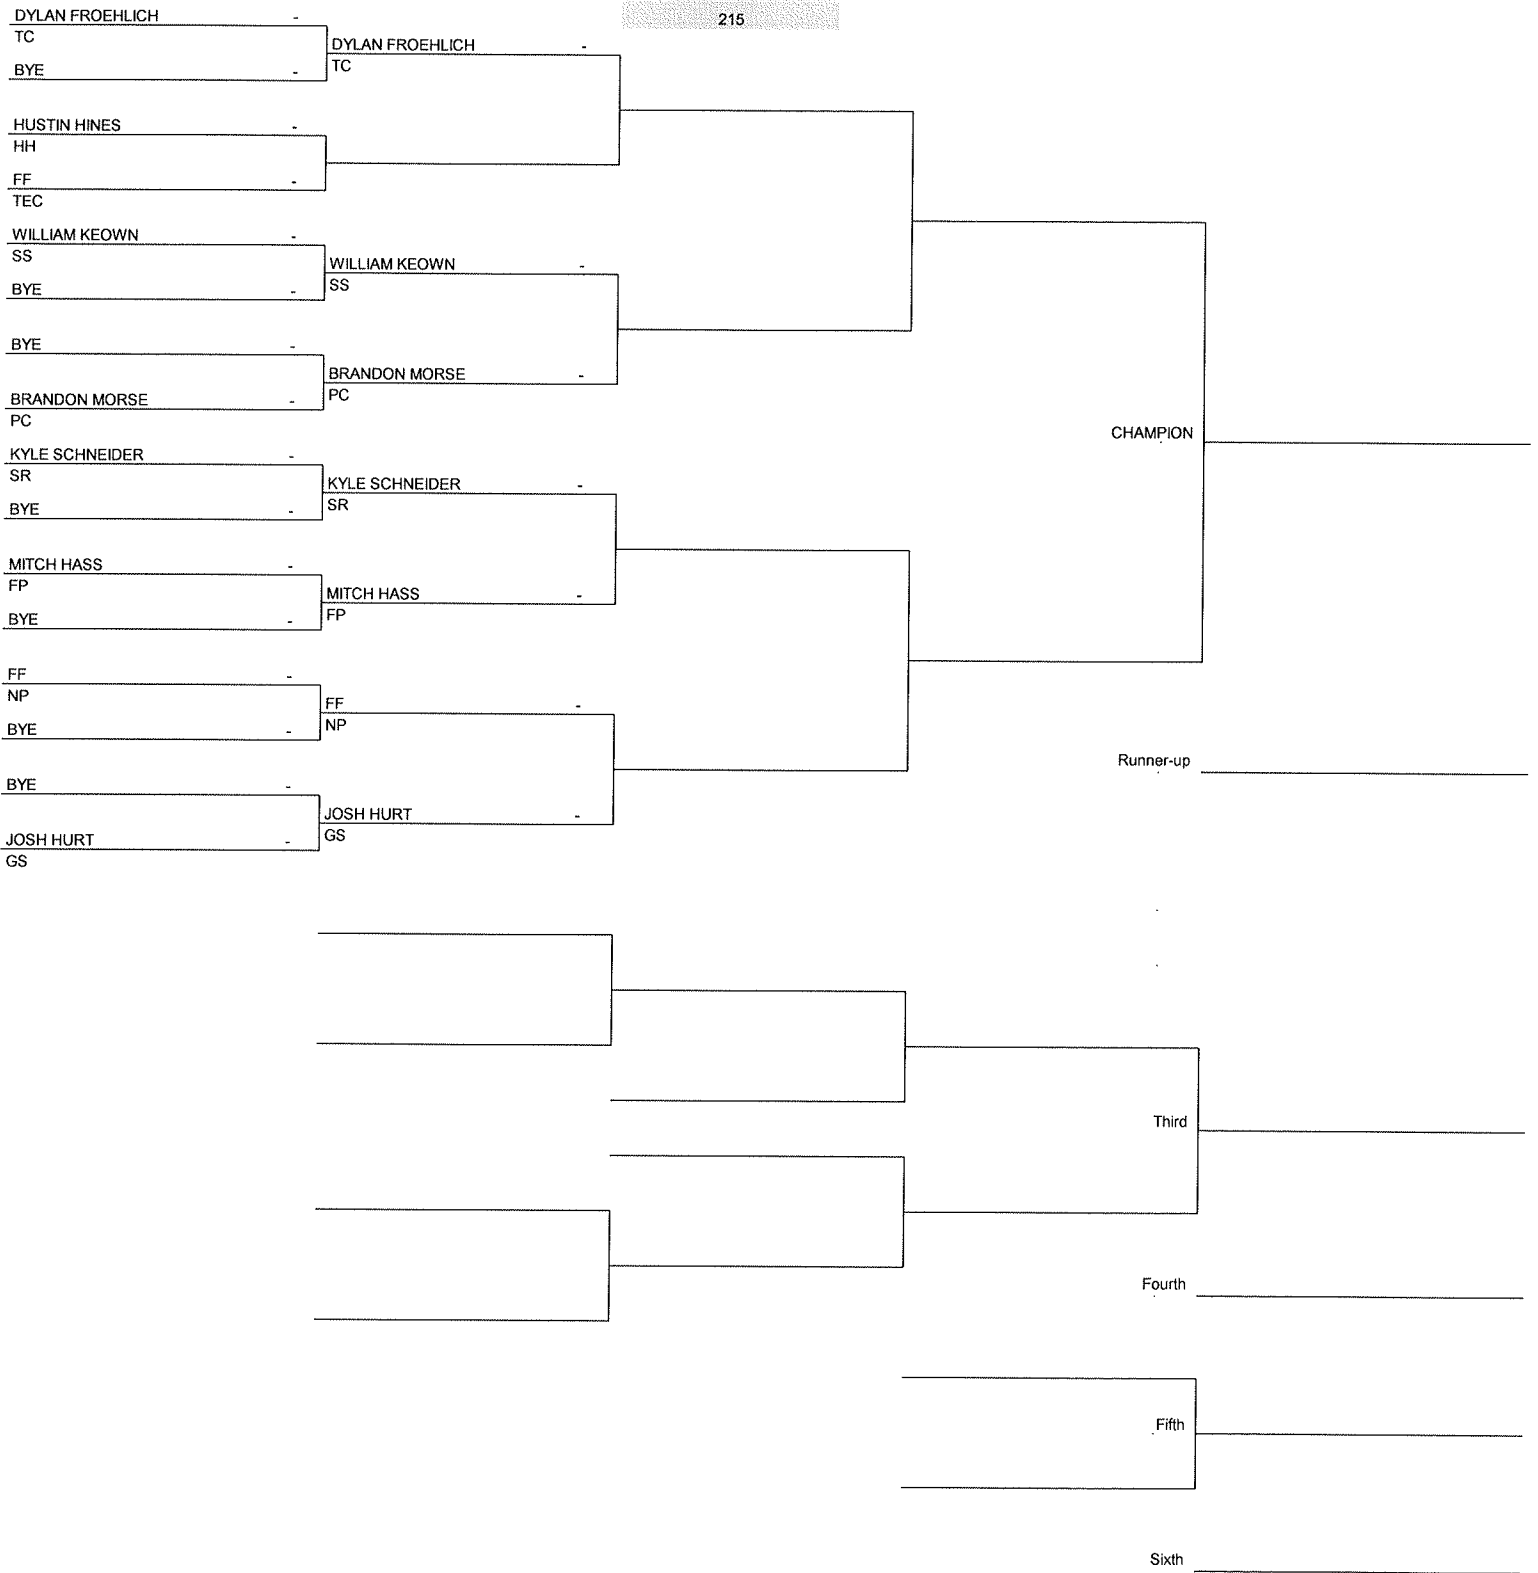 215
DYLAN FROEHLICH -
TC
BYE -
HUSTIN HINES -
HH
FF -
TEC
WILLIAM KEOWN -
SS
BYE -
BYE -
BRANDON MORSE -
PC
KYLE SCHNEIDER -
SR
BYE -
MITCH HASS -
FP
BYE -
FF -
NP
BYE -
BYE -
JOSH HURT -
GS
DYLAN FROEHLICH -
TC
WILLIAM KEOWN -
SS
BRANDON MORSE -
PC
KYLE SCHNEIDER -
SR
MITCH HASS -
FP
FF -
NP
JOSH HURT -
GS
CHAMPION
Runner-up
Third
Fourth
Fifth
Sixth